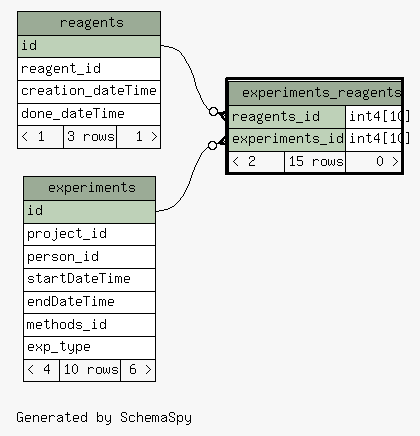 reagents
id
reagent_id
creation_dateTime
done_dateTime
< 1 3 rows 1 >
experiments_reagents
reagents_id int4[10]
experiments_id int4[10]
< 2 15 rows 0 >
experiments
id
project_id
person_id
startDateTime
endDateTime
methods_id
exp_type
< 4 10 rows 6 >
Generated by SchemaSpy